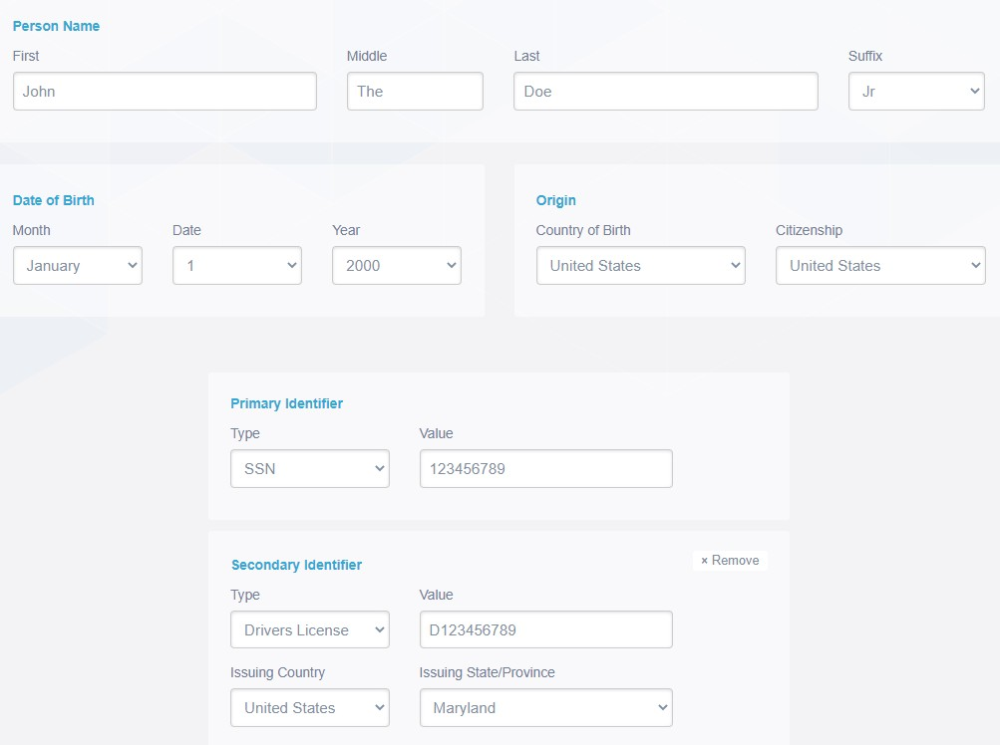 Person Name
First Middle Last Suffix
John The Doe Jr
Date of Birth
Month Date Year
January 1 2000
Origin
Country of Birth Citizenship
United States United States
Primary Identifier
Type Value
SSN 123456789
Secondary Identifier × Remove
Type Value
Drivers License D123456789
Issuing Country Issuing State/Province
United States Maryland